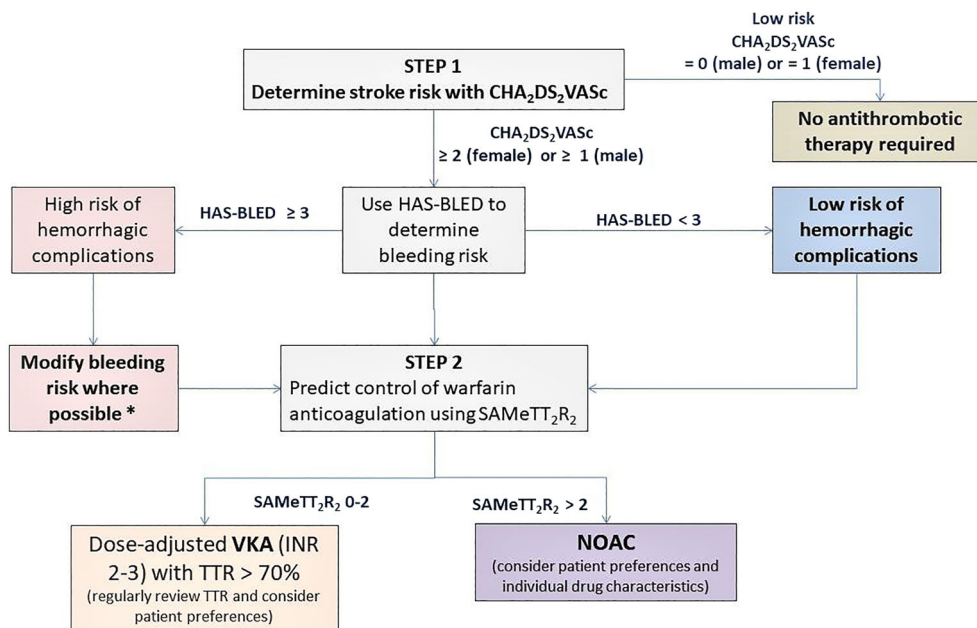 Low risk
CHA₂DS₂VASc
= 0 (male) or = 1 (female)
STEP 1
Determine stroke risk with CHA₂DS₂VASc
No antithrombotic
therapy required
CHA₂DS₂VASc
≥ 2 (female) or ≥ 1 (male)
High risk of
hemorrhagic
complications
HAS-BLED ≥ 3
Use HAS-BLED to
determine
bleeding risk
HAS-BLED < 3
Low risk of
hemorrhagic
complications
Modify bleeding
risk where
possible *
STEP 2
Predict control of warfarin
anticoagulation using SAMeTT₂R₂
SAMeTT₂R₂ 0-2
SAMeTT₂R₂ > 2
Dose-adjusted VKA (INR
2-3) with TTR > 70%
(regularly review TTR and consider
patient preferences)
NOAC
(consider patient preferences and
individual drug characteristics)